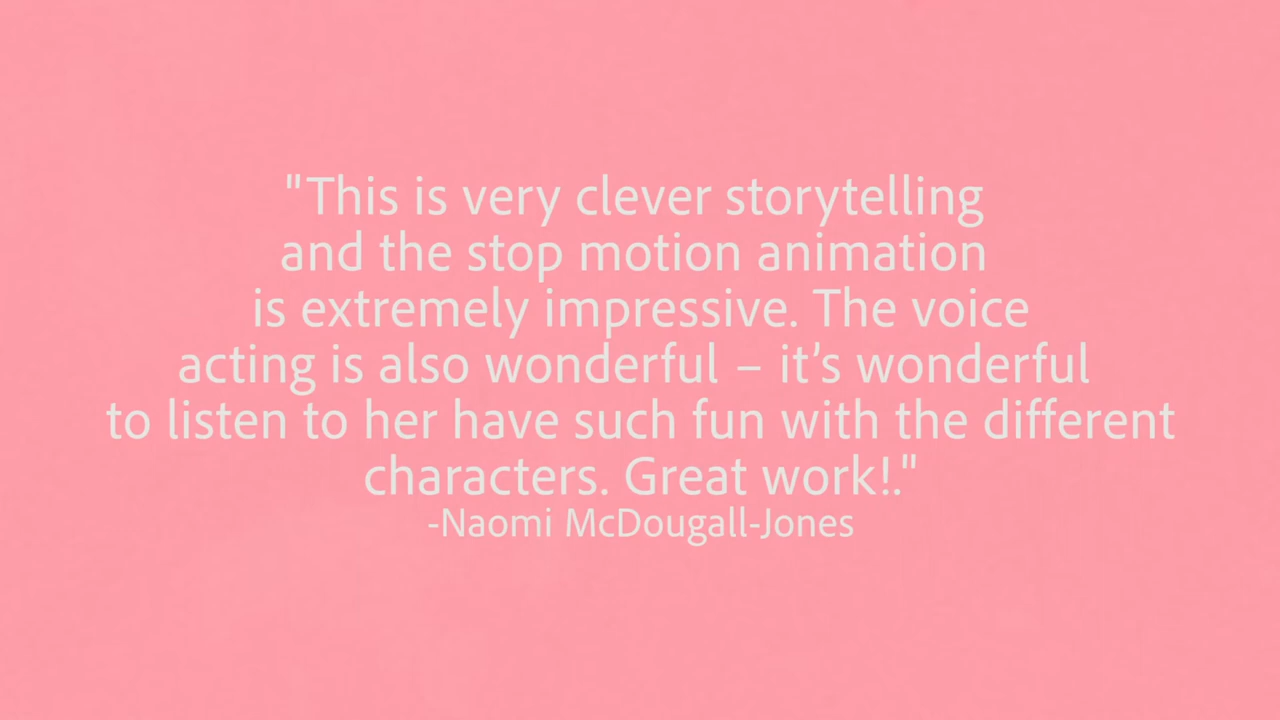 "This is very clever storytelling
and the stop motion animation
is extremely impressive. The voice
acting is also wonderful – it’s wonderful
to listen to her have such fun with the different
characters. Great work!."
-Naomi McDougall-Jones